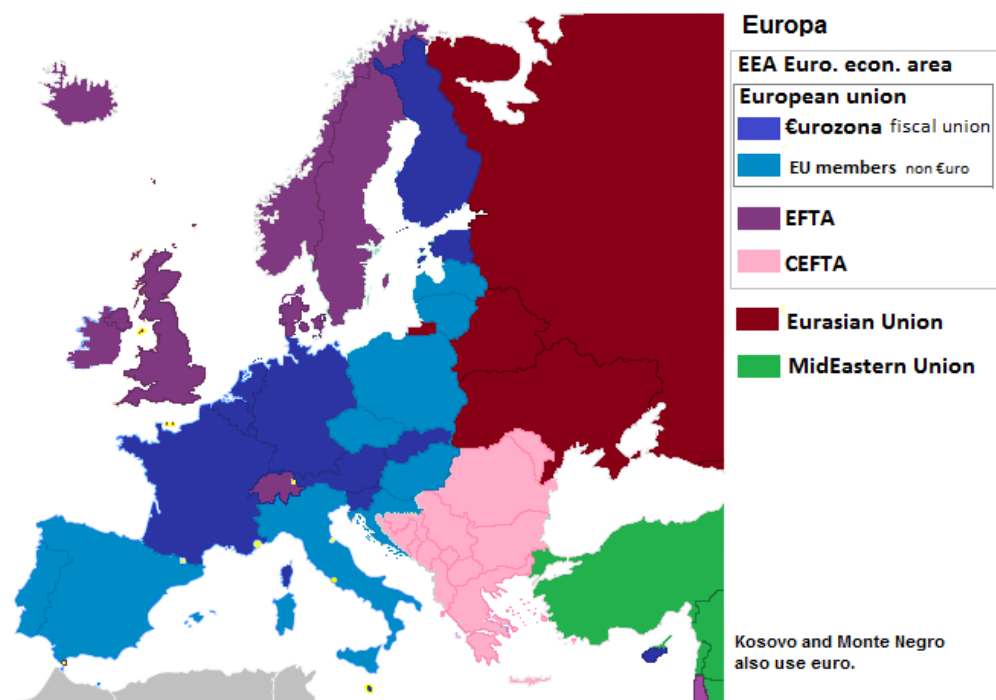 Europa
EEA Euro. econ. area
European union
€urozona fiscal union
EU members non €uro
EFTA
CEFTA
Eurasian Union
MidEastern Union
Kosovo and Monte Negro
also use euro.